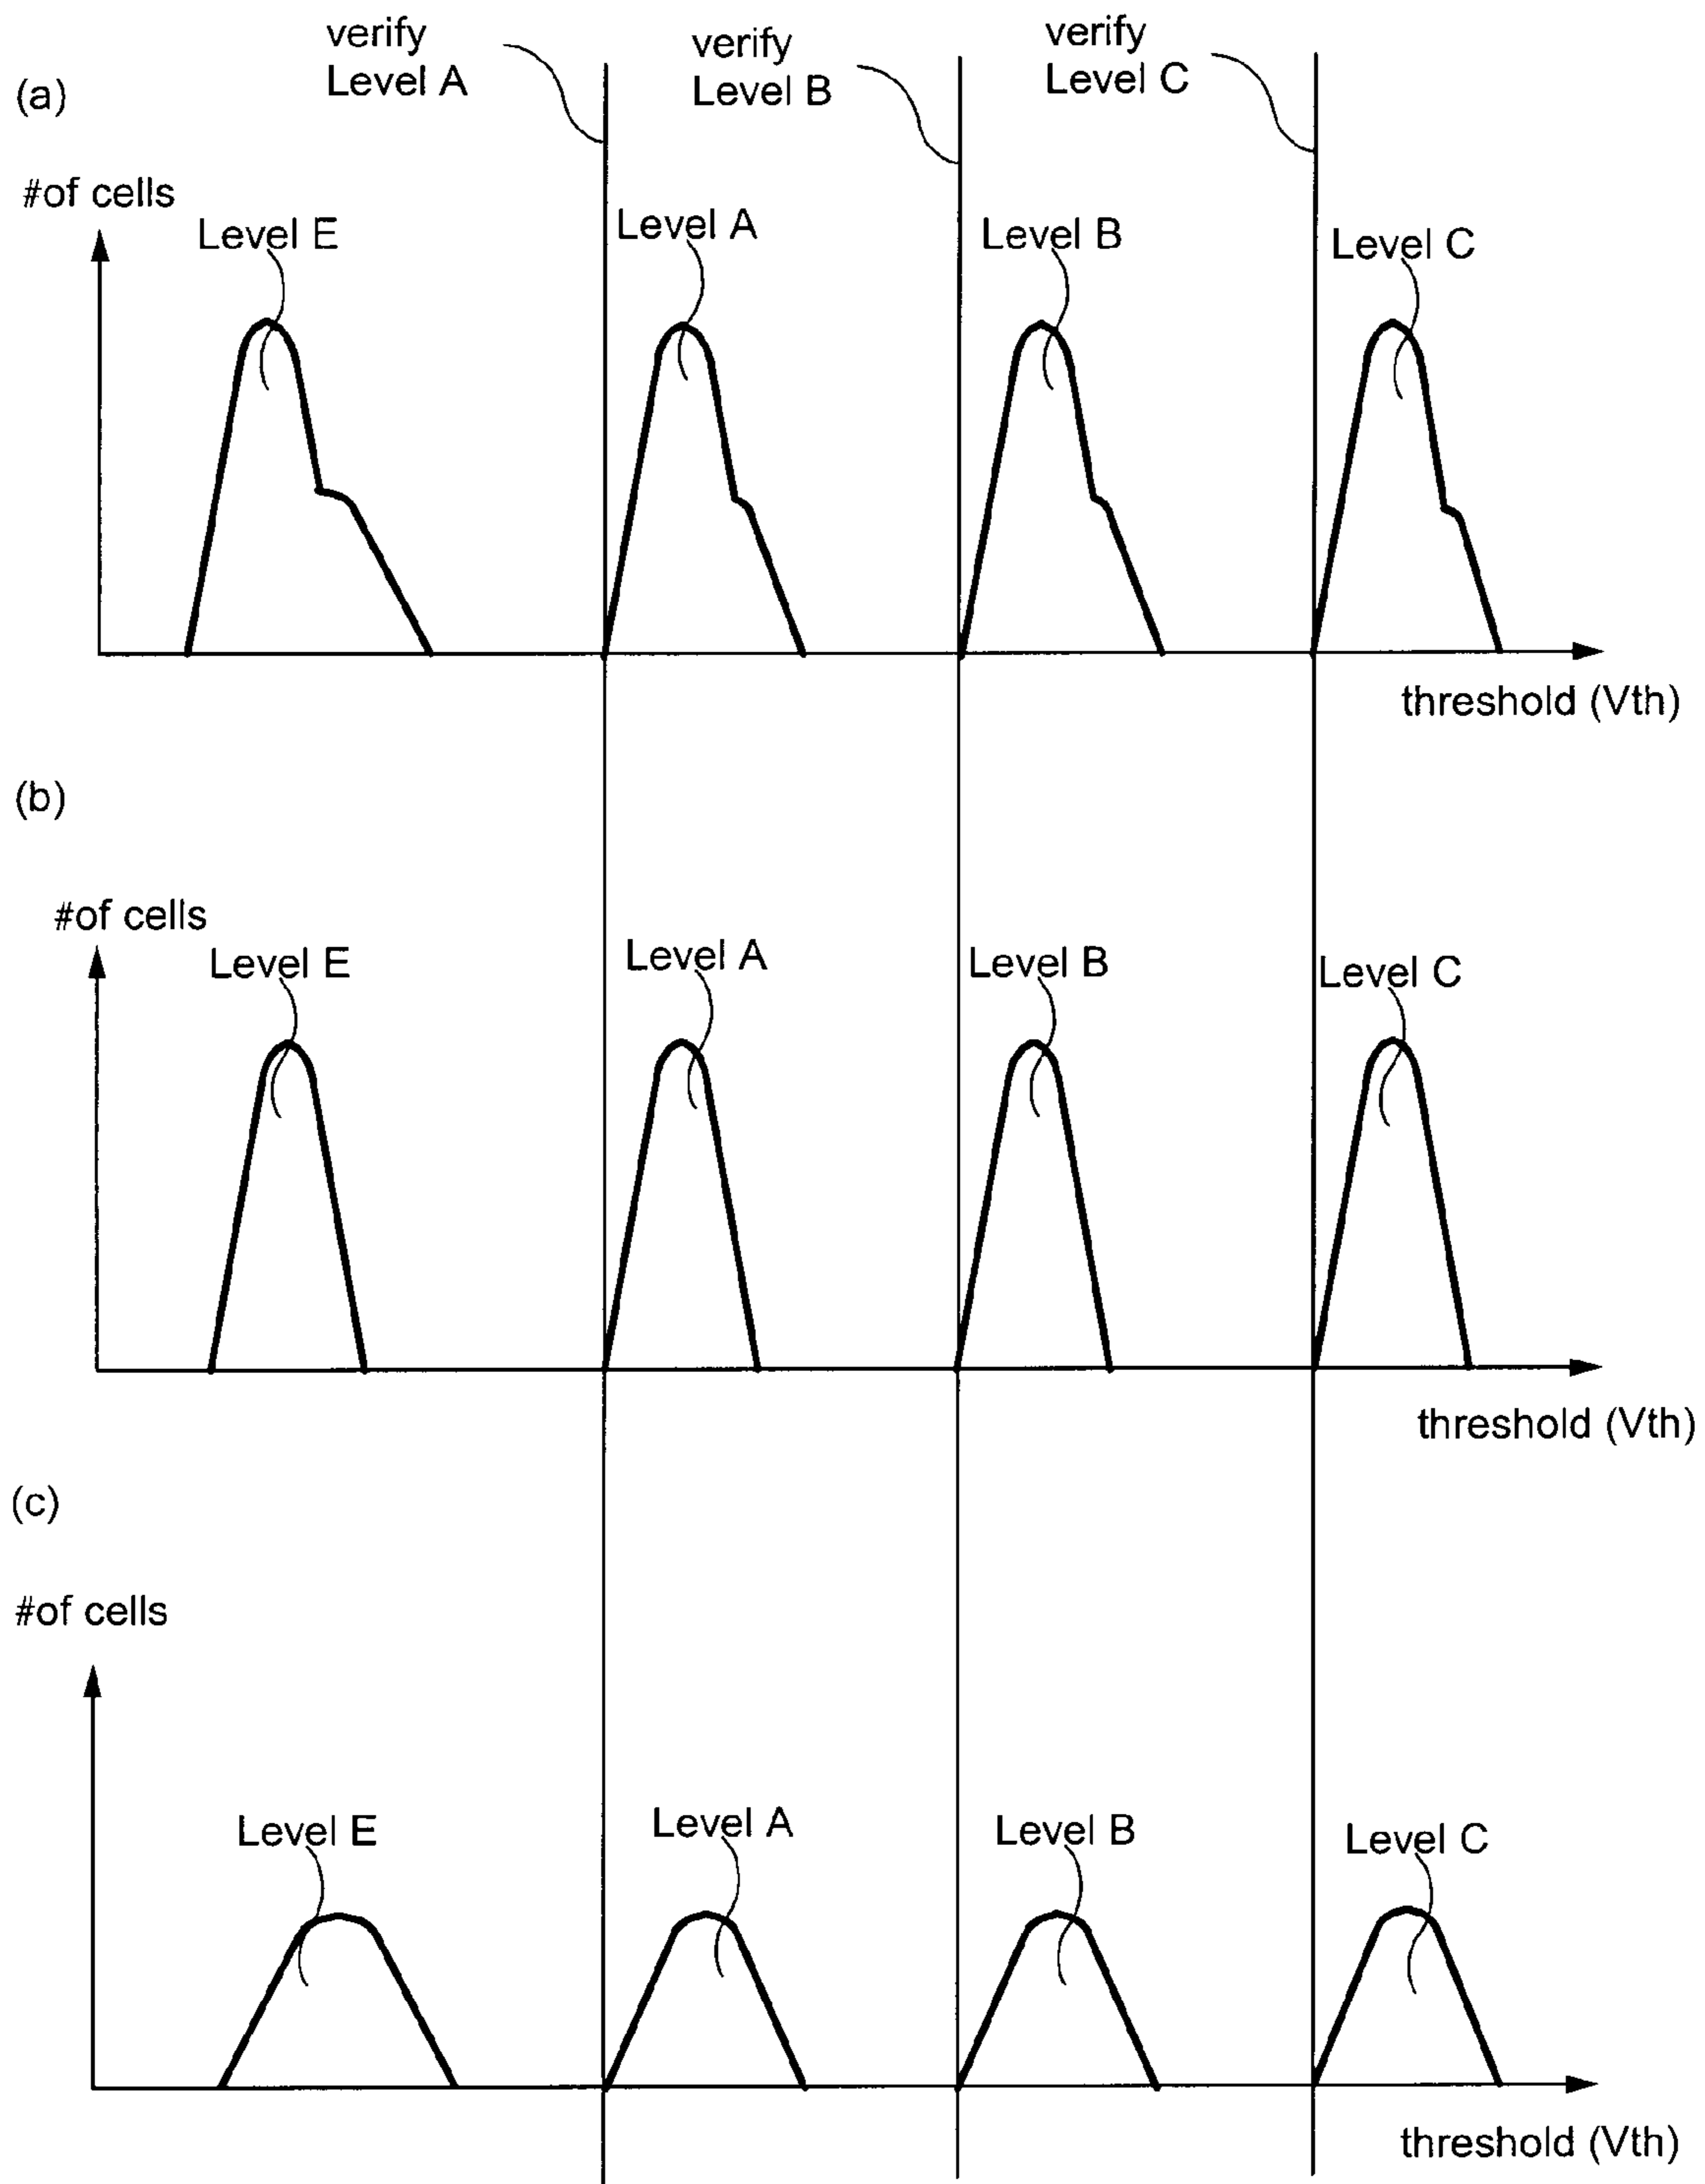 verify
Level A
verify
Level B
verify
Level C
(a)
#of cells
Level E
Level A
Level B
Level C
threshold (Vth)
(b)
#of cells
Level E
Level A
Level B
Level C
threshold (Vth)
(c)
#of cells
Level E
Level A
Level B
Level C
threshold (Vth)